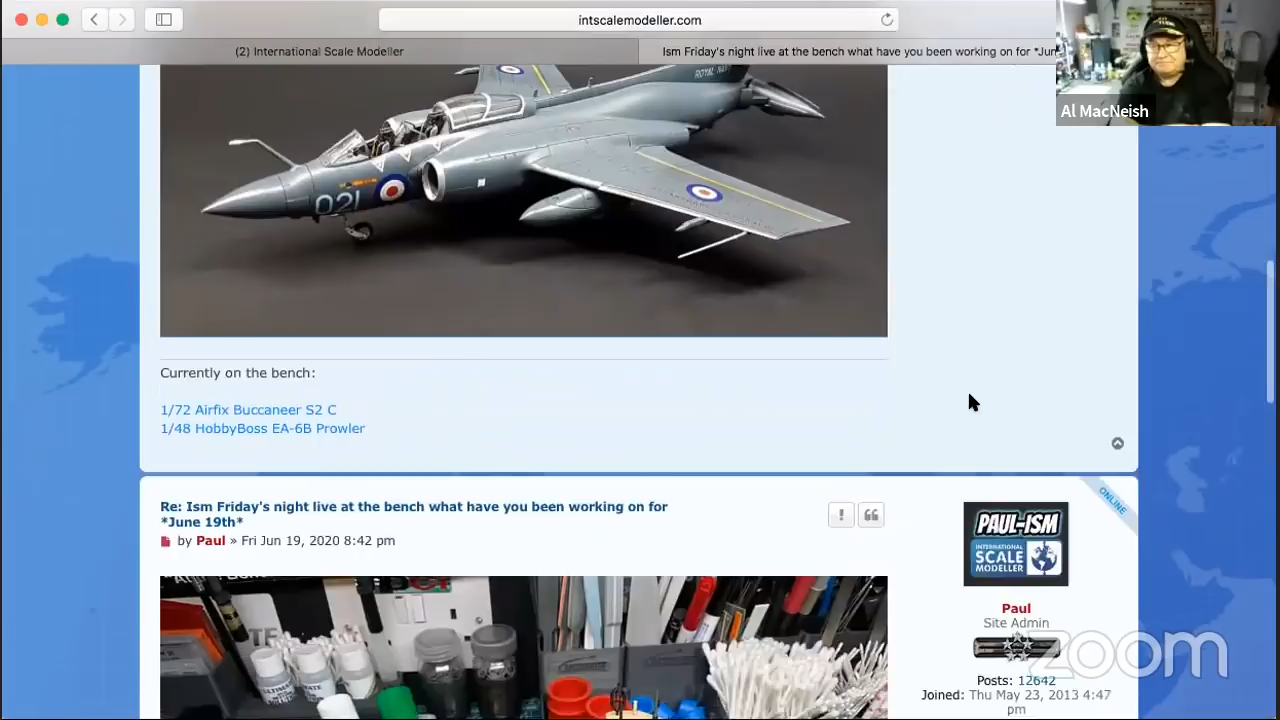 intscalemodeller.com
(2) International Scale Modeller
Ism Friday's night live at the bench what have you been working on for *Jun
Al MacNeish
ROYAL NAVY
021
Currently on the bench:
1/72 Airfix Buccaneer S2 C
1/48 HobbyBoss EA-6B Prowler
Re: Ism Friday's night live at the bench what have you been working on for
*June 19th*
by Paul » Fri Jun 19, 2020 8:42 pm
ONLINE
PAUL-ISM
INTERNATIONAL
SCALE
MODELLER
Paul
Site Admin
Posts: 12642
Joined: Thu May 23, 2013 4:47
pm
zoom